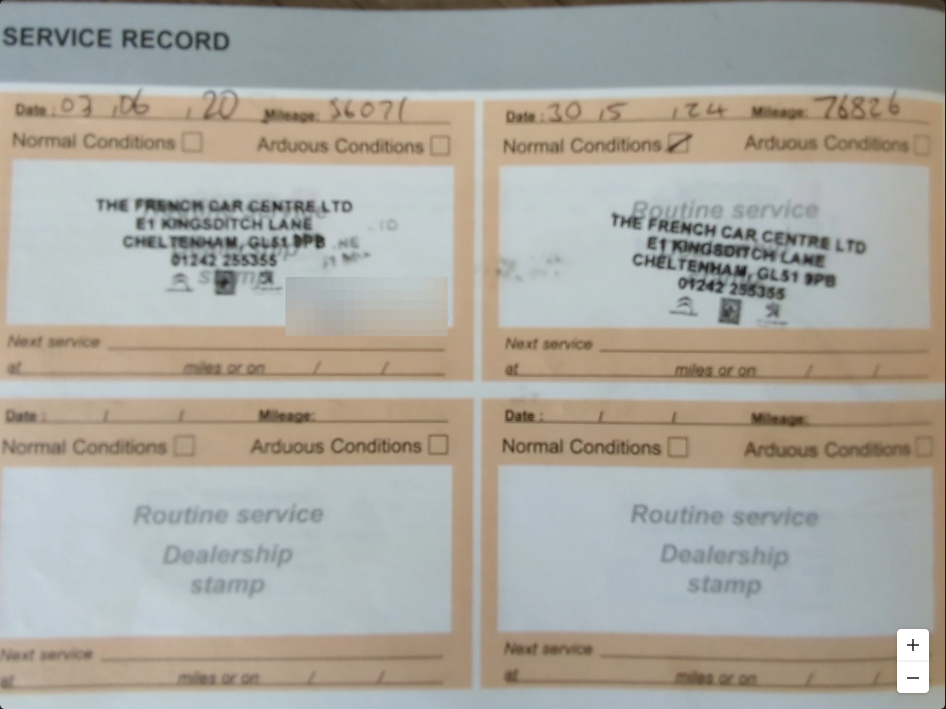 SERVICE RECORD
Date : 03 / 06 / 20 Mileage: 56071
Normal Conditions Arduous Conditions
THE FRENCH CAR CENTRE LTD
E1 KINGSDITCH LANE
CHELTENHAM, GL51 9PB
01242 255355
Next service
at miles or on / /
Date : 30 / 5 / 24 Mileage: 76826
Normal Conditions Arduous Conditions
Routine service
THE FRENCH CAR CENTRE LTD
E1 KINGSDITCH LANE
CHELTENHAM, GL51 9PB
01242 255355
Next service
at miles or on / /
Date : / / Mileage:
Normal Conditions Arduous Conditions
Routine service
Dealership
stamp
Next service
at miles or on / /
Date : / / Mileage:
Normal Conditions Arduous Conditions
Routine service
Dealership
stamp
Next service
at miles or on / /